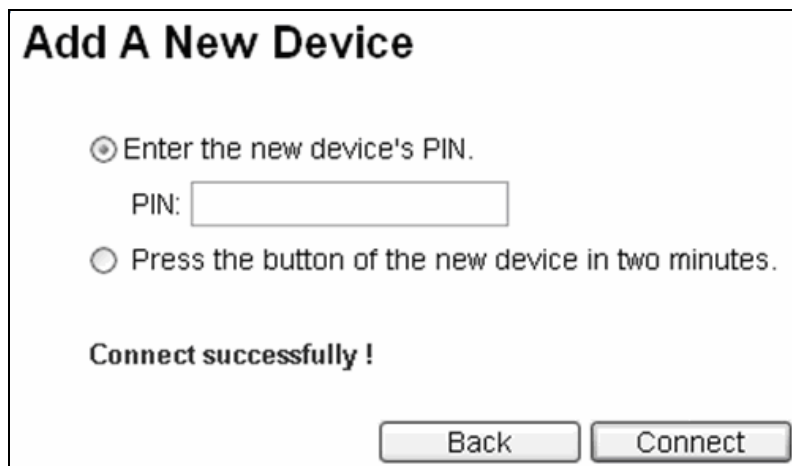 Add A New Device
Enter the new device's PIN.
PIN:
Press the button of the new device in two minutes.
Connect successfully !
Back Connect